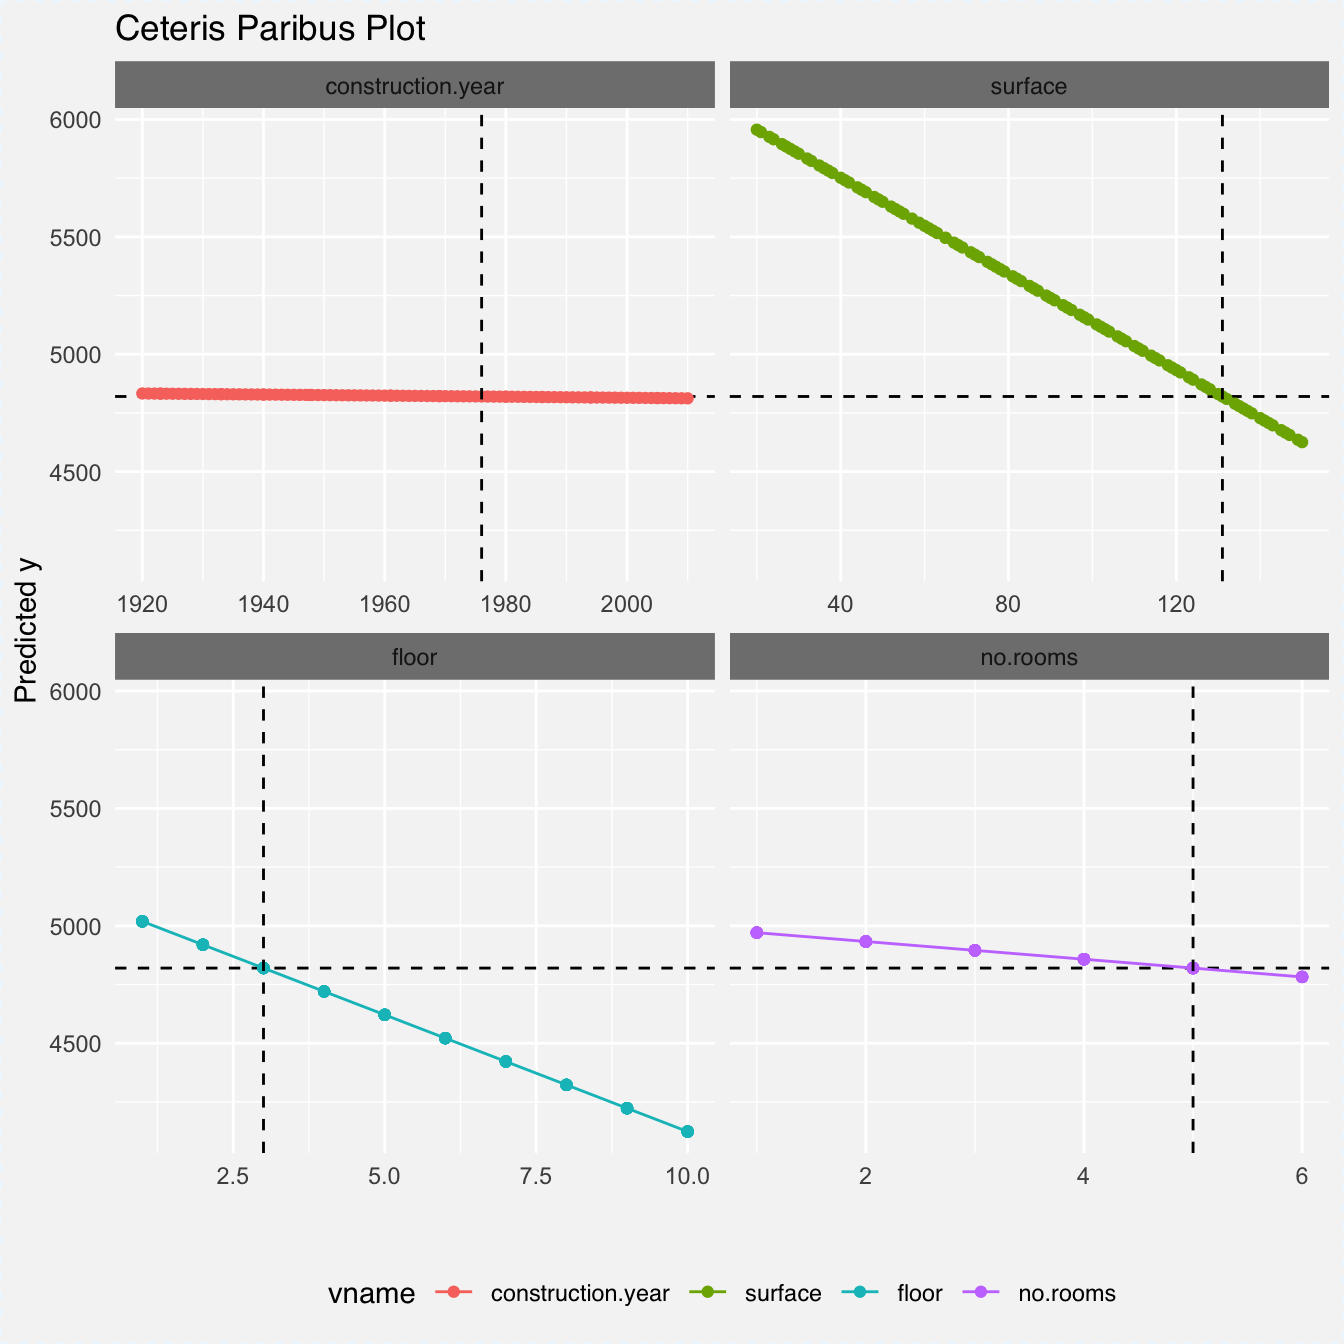 Ceteris Paribus Plot
construction.year surface
6000
5500
5000
4500
1920 1940 1960 1980 2000 40 80 120
Predicted y
floor no.rooms
6000
5500
5000
4500
2.5 5.0 7.5 10.0 2 4 6
vname construction.year surface floor no.rooms